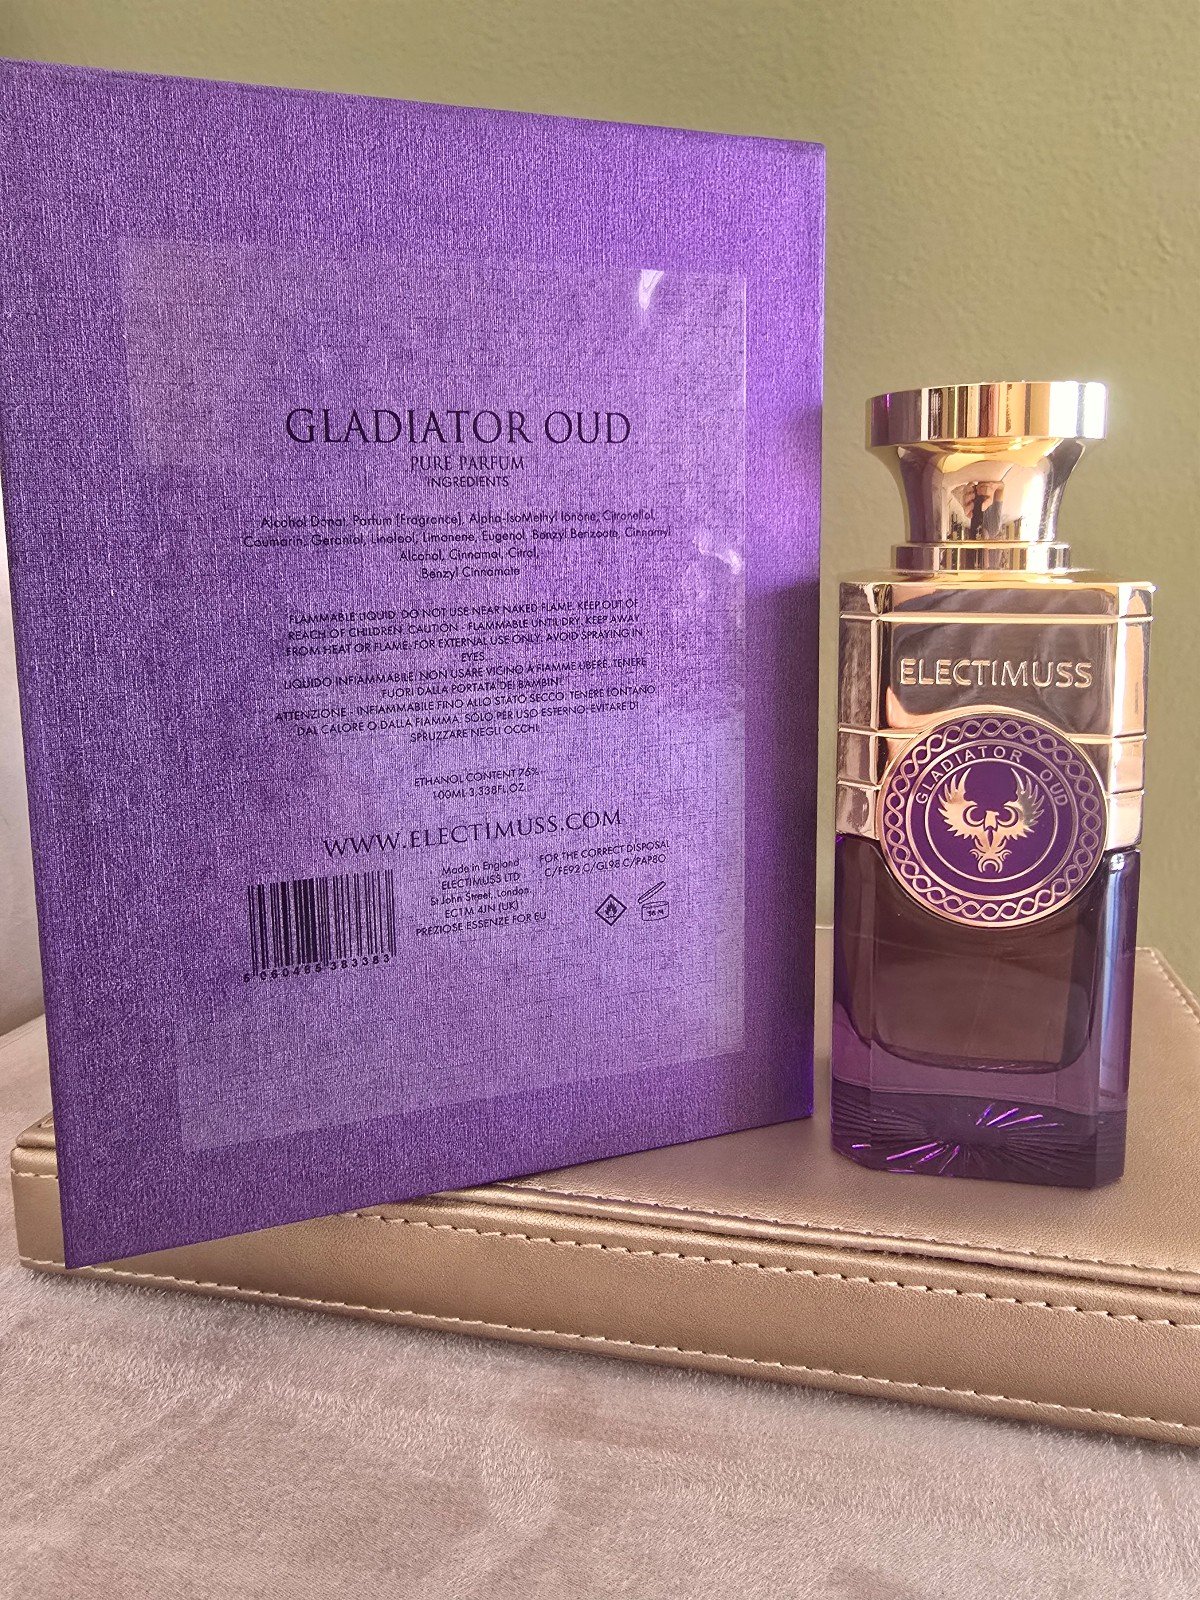 GLADIATOR OUD
PURE PARFUM
INGREDIENTS
Alcohol Denat, Parfum (Fragrance), Alpha-IsoMethyl Ionone, Citronellol,
Coumarin, Geraniol, Linalool, Limonene, Eugenol, Benzyl Benzoate, Cinnamyl
Alcohol, Cinnamal, Citral,
Benzyl Cinnamate
FLAMMABLE LIQUID: DO NOT USE NEAR NAKED FLAME. KEEP OUT OF
REACH OF CHILDREN. CAUTION - FLAMMABLE UNTIL DRY. KEEP AWAY
FROM HEAT OR FLAME. FOR EXTERNAL USE ONLY: AVOID SPRAYING IN
EYES
LIQUIDO INFIAMMABILE: NON USARE VICINO A FIAMME LIBERE. TENERE
FUORI DALLA PORTATA DEI BAMBINI.
ATTENZIONE - INFIAMMABILE FINO ALLO STATO SECCO. TENERE LONTANO
DAL CALORE O DALLA FIAMMA. SOLO PER USO ESTERNO: EVITARE DI
SPRUZZARE NEGLI OCCHI
ETHANOL CONTENT 76%
100ML 3.338FL.OZ
WWW.ELECTIMUSS.COM
Made in England
ELECTIMUSS LTD
St John Street, London
EC1M 4JN (UK)
PREZIOSE ESSENZE FOR EU
FOR THE CORRECT DISPOSAL
C/FE92 C/GL98 C/PAP80
36 M
5 060465 383383
ELECTIMUSS
GLADIATOR OUD